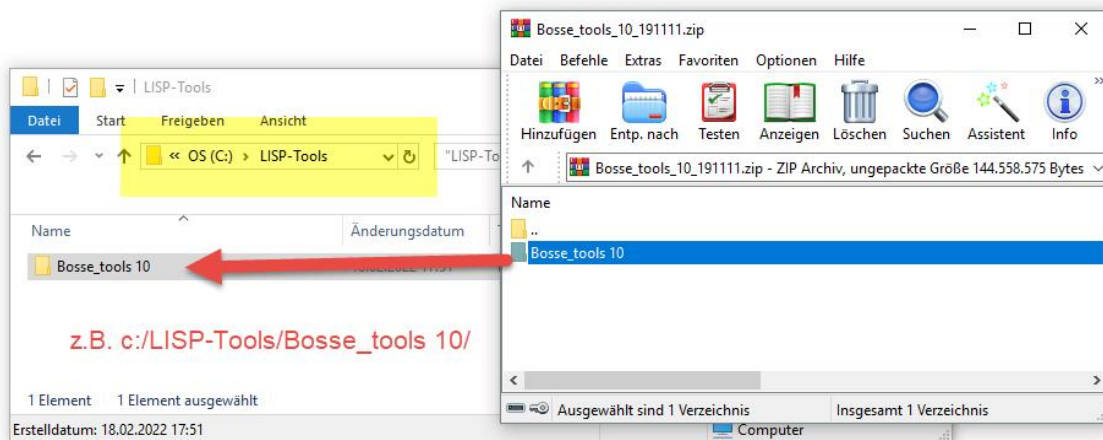 LISP-Tools
Datei Start Freigeben Ansicht
« OS (C:) › LISP-Tools
"LISP-To
Name Änderungsdatum
Bosse_tools 10
z.B. c:/LISP-Tools/Bosse_tools 10/
1 Element 1 Element ausgewählt
Erstelldatum: 18.02.2022 17:51
Bosse_tools_10_191111.zip
Datei Befehle Extras Favoriten Optionen Hilfe
Hinzufügen Entp. nach Testen Anzeigen Löschen Suchen Assistent Info
Bosse_tools_10_191111.zip - ZIP Archiv, ungepackte Größe 144.558.575 Bytes
Name
..
Bosse_tools 10
Ausgewählt sind 1 Verzeichnis Insgesamt 1 Verzeichnis
Computer